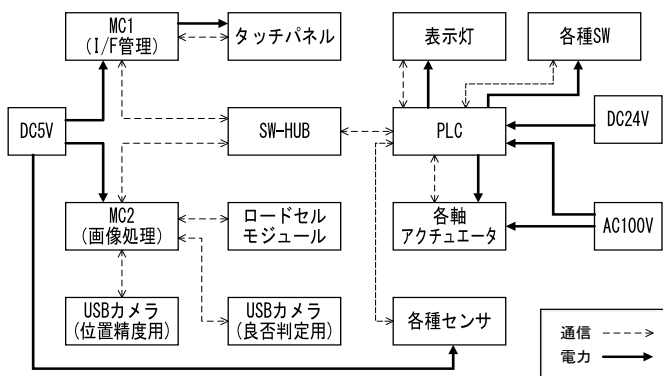 MC1
(I/F管理)
タッチパネル
表示灯
各種SW
DC5V
SW-HUB
PLC
DC24V
MC2
(画像処理)
ロードセル
モジュール
各軸
アクチュエータ
AC100V
USBカメラ
(位置精度用)
USBカメラ
(良否判定用)
各種センサ
通信
電力